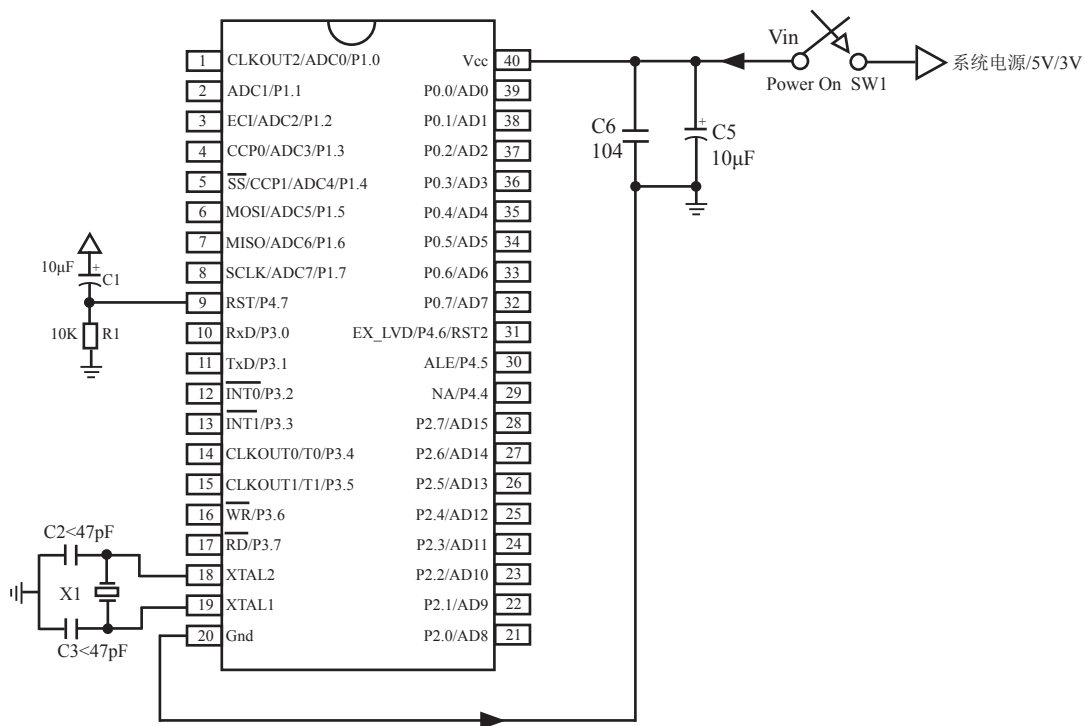 Vin
Power On SW1
系统电源/5V/3V
1 CLKOUT2/ADC0/P1.0
2 ADC1/P1.1
3 ECI/ADC2/P1.2
4 CCP0/ADC3/P1.3
5 SS/CCP1/ADC4/P1.4
6 MOSI/ADC5/P1.5
7 MISO/ADC6/P1.6
8 SCLK/ADC7/P1.7
9 RST/P4.7
10 RxD/P3.0
11 TxD/P3.1
12 INT0/P3.2
13 INT1/P3.3
14 CLKOUT0/T0/P3.4
15 CLKOUT1/T1/P3.5
16 WR/P3.6
17 RD/P3.7
18 XTAL2
19 XTAL1
20 Gnd
Vcc 40
P0.0/AD0 39
P0.1/AD1 38
P0.2/AD2 37
P0.3/AD3 36
P0.4/AD4 35
P0.5/AD5 34
P0.6/AD6 33
P0.7/AD7 32
EX_LVD/P4.6/RST2 31
ALE/P4.5 30
NA/P4.4 29
P2.7/AD15 28
P2.6/AD14 27
P2.5/AD13 26
P2.4/AD12 25
P2.3/AD11 24
P2.2/AD10 23
P2.1/AD9 22
P2.0/AD8 21
C6
104
+
C5
10μF
10μF
+
C1
10K R1
C2<47pF
X1
C3<47pF